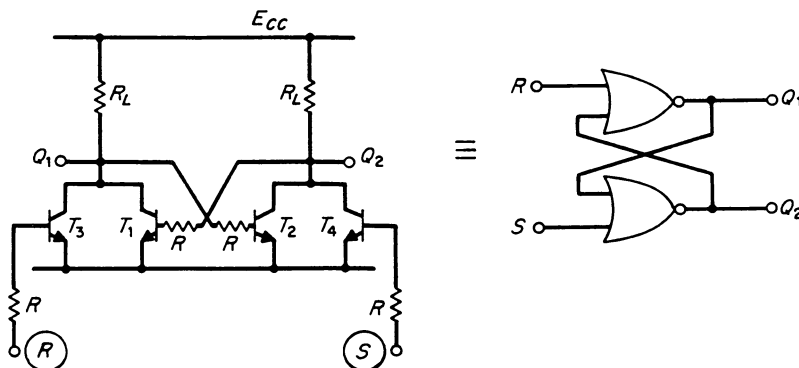 E_CC
R_L
R_L
Q_1
Q_2
T_3
T_1
R
R
T_2
T_4
R
R
R
S
≡
R
Q_1
S
Q_2